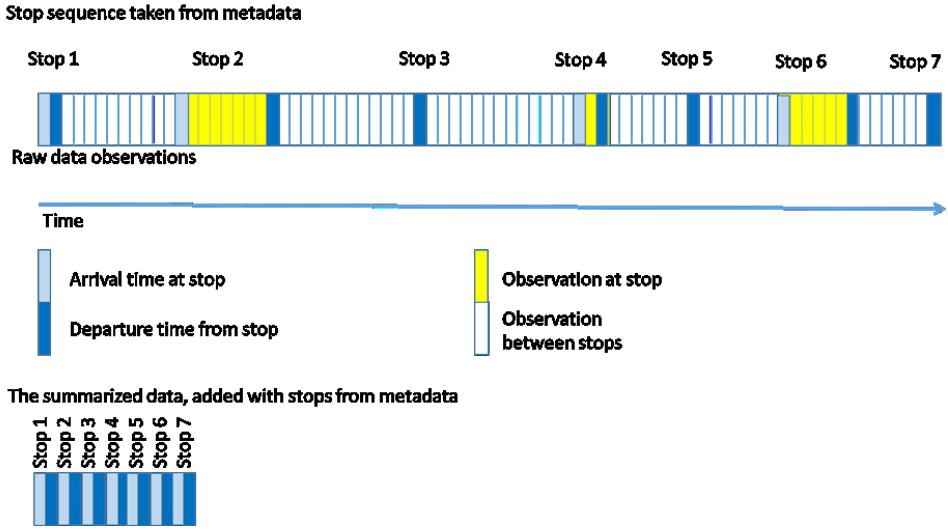 Stop sequence taken from metadata
Stop 1 Stop 2 Stop 3 Stop 4 Stop 5 Stop 6 Stop 7
Raw data observations
Time
Arrival time at stop
Departure time from stop
Observation at stop
Observation
between stops
The summarized data, added with stops from metadata
Stop 1
Stop 2
Stop 3
Stop 4
Stop 5
Stop 6
Stop 7